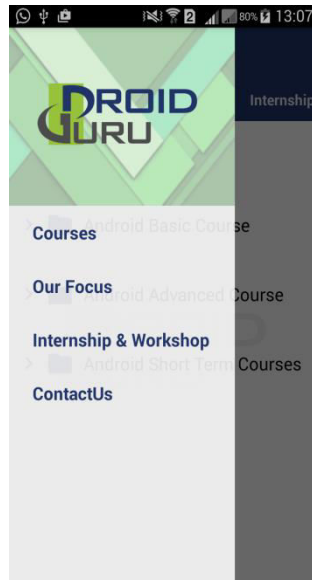 2 80% 13:07
DROID
GURU
Internship
Courses
Android Basic Course
Our Focus
Android Advanced Course
Internship & Workshop
Android Short Term Courses
ContactUs